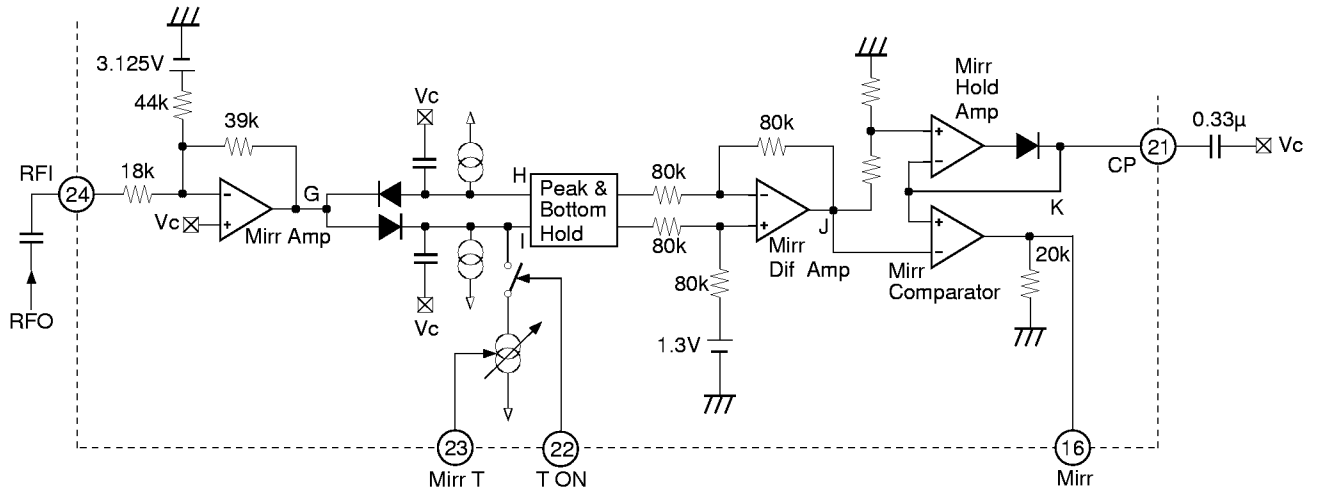 3.125V
44k
39k
RFI
24
18k
Vc
Mirr Amp
G
RFO
Vc
H
I
Vc
Peak &
Bottom
Hold
80k
80k
80k
80k
1.3V
Mirr
Dif Amp
J
Mirr
Hold
Amp
K
Mirr
Comparator
20k
CP
21
0.33μ
Vc
23
Mirr T
22
T ON
16
Mirr